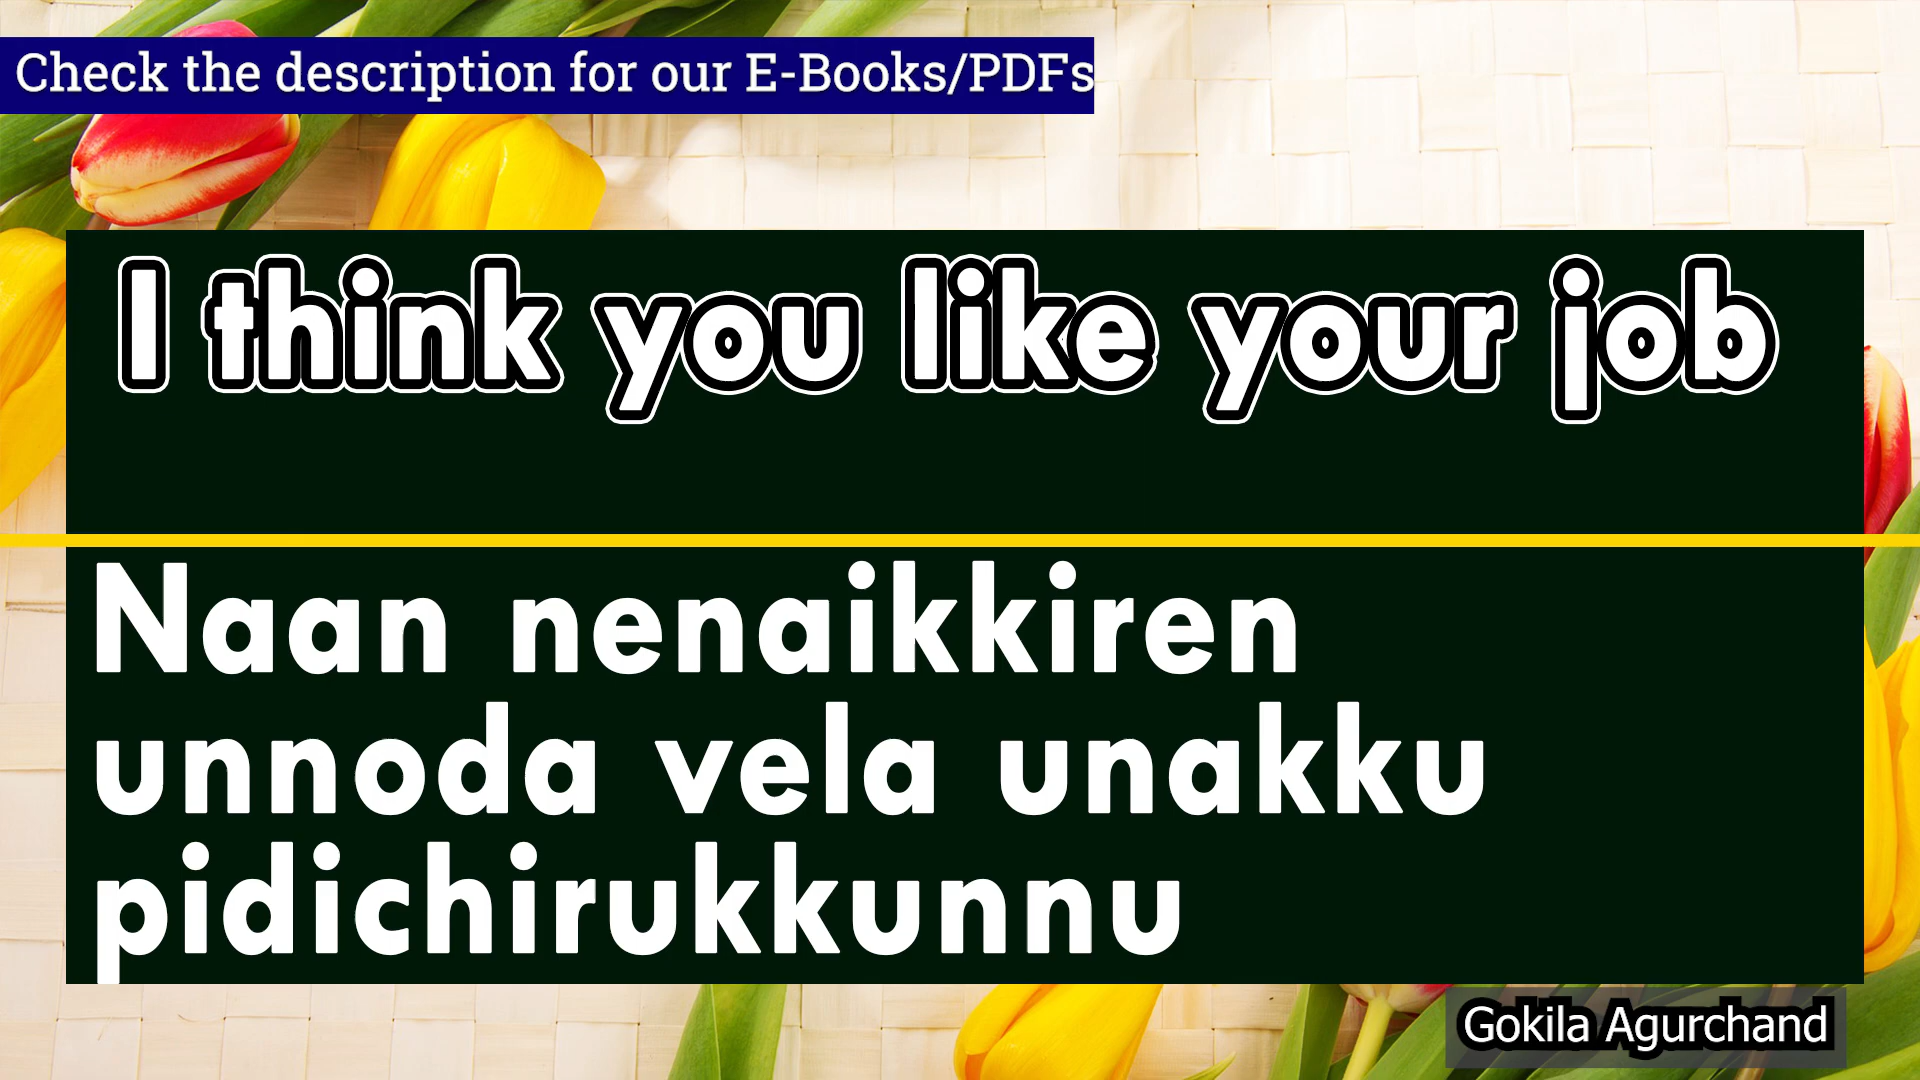 Check the description for our E-Books/PDFs
I think you like your job
Naan nenaikkiren
unnoda vela unakku
pidichirukkunnu
Gokila Agurchand